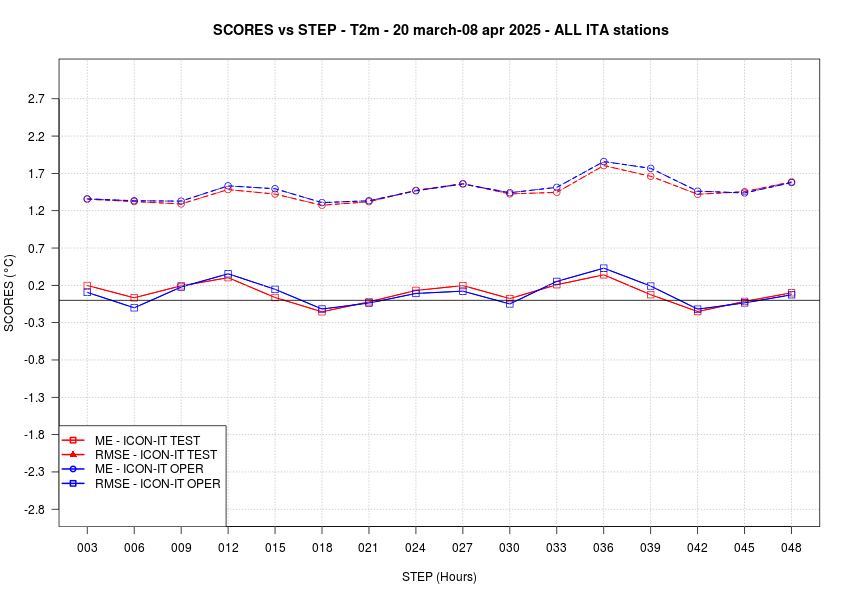 SCORES vs STEP - T2m - 20 march-08 apr 2025 - ALL ITA stations
SCORES (°C)
2.7
2.2
1.7
1.2
0.7
0.2
-0.3
-0.8
-1.3
-1.8
-2.3
-2.8
ME - ICON-IT TEST
RMSE - ICON-IT TEST
ME - ICON-IT OPER
RMSE - ICON-IT OPER
003 006 009 012 015 018 021 024 027 030 033 036 039 042 045 048
STEP (Hours)